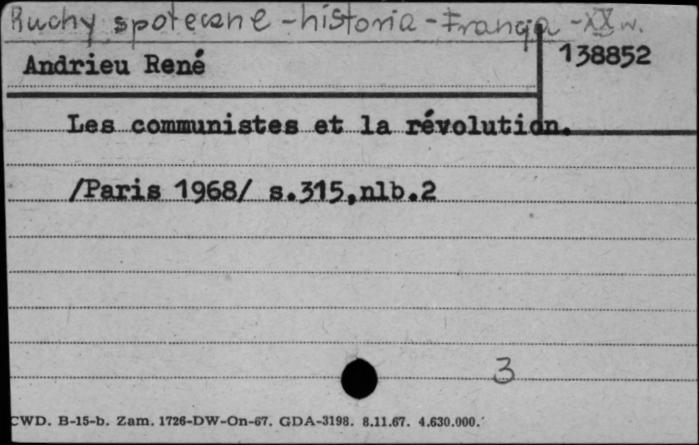 Ruchy społeczne - historia - Francja - XX w.
138852
Andrieu René
Les communistes et la révolution.
/Paris 1968/ s.315,nlb.2
3
CWD. B-15-b. Zam. 1726-DW-On-67. GDA-3198. 8.11.67. 4.630.000.